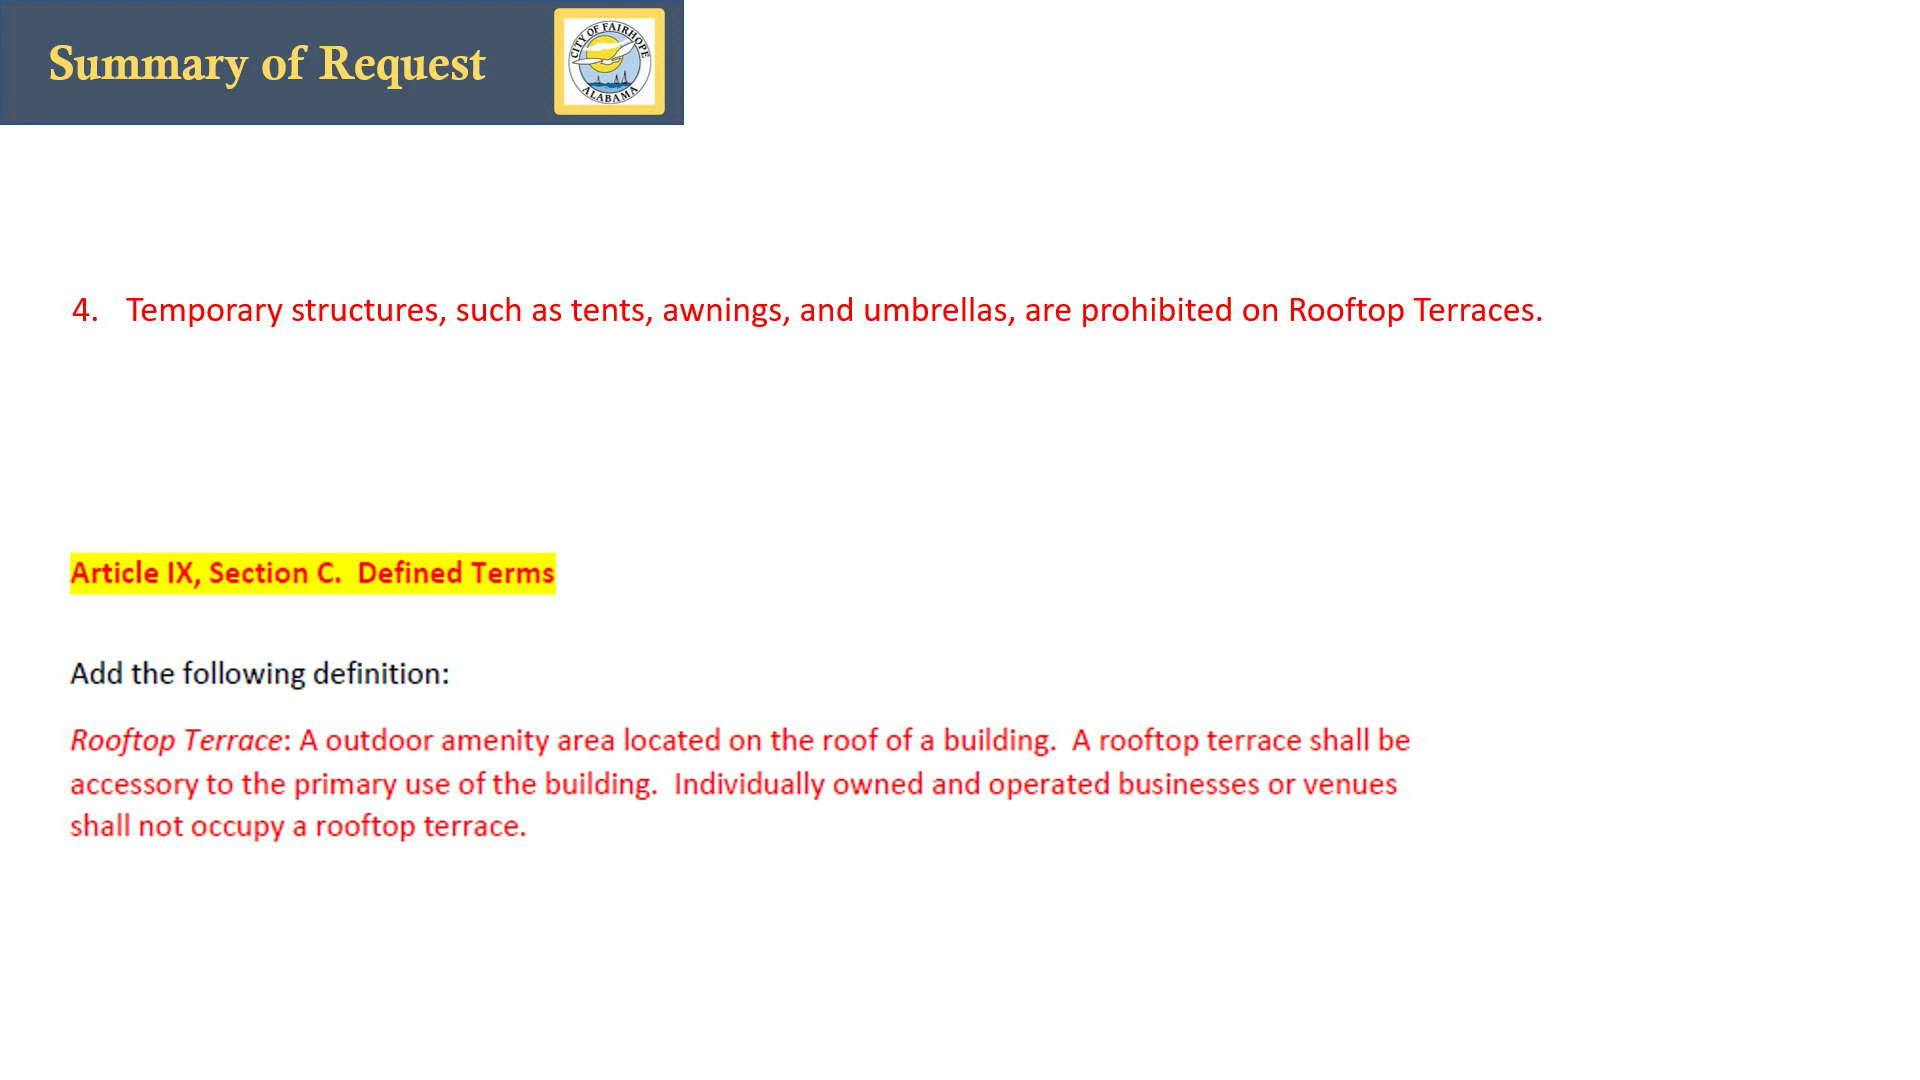 Summary of Request
CITY OF FAIRHOPE
ALABAMA
4. Temporary structures, such as tents, awnings, and umbrellas, are prohibited on Rooftop Terraces.
Article IX, Section C.  Defined Terms
Add the following definition:
Rooftop Terrace: A outdoor amenity area located on the roof of a building.  A rooftop terrace shall be
accessory to the primary use of the building.  Individually owned and operated businesses or venues
shall not occupy a rooftop terrace.